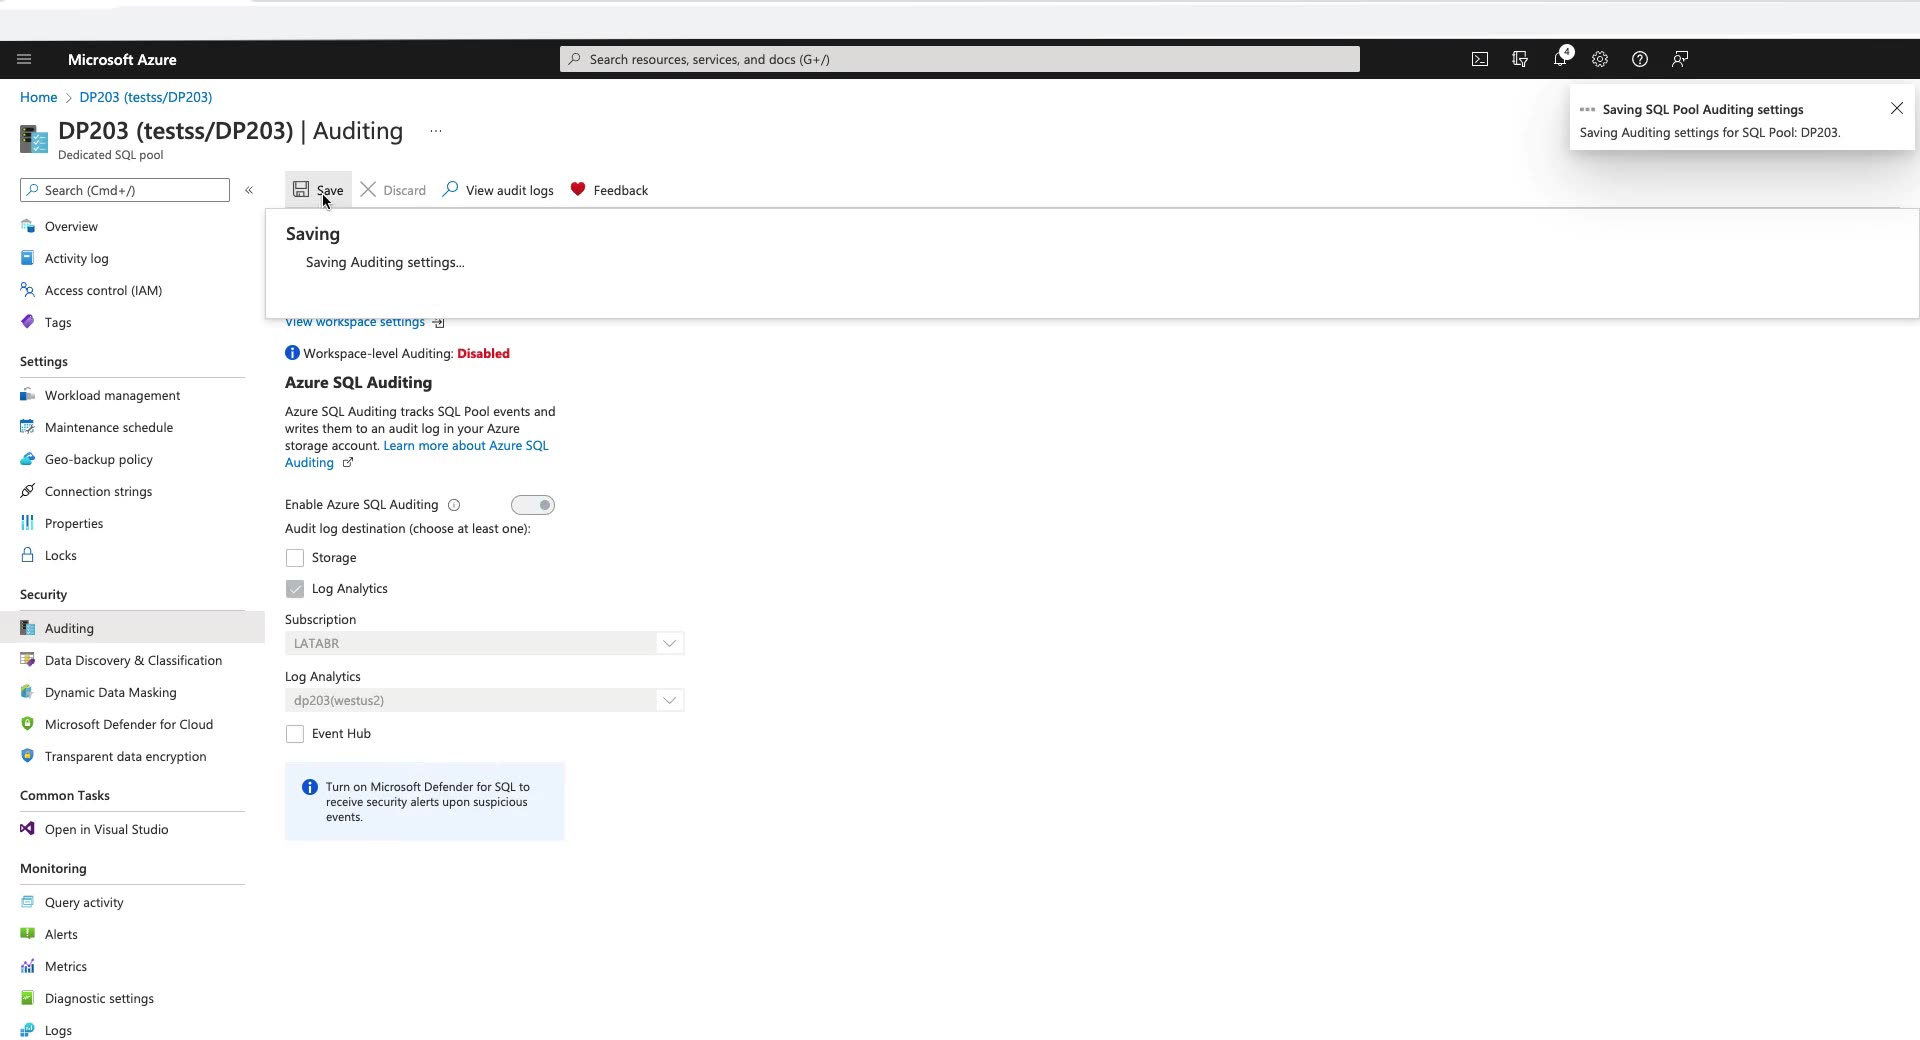 Microsoft Azure
Search resources, services, and docs (G+/)
4
Home > DP203 (testss/DP203)
Saving SQL Pool Auditing settings
Saving Auditing settings for SQL Pool: DP203.
DP203 (testss/DP203) | Auditing ...
Dedicated SQL pool
Search (Cmd+/)
«
Save
Discard
View audit logs
Feedback
Saving
Saving Auditing settings...
Overview
Activity log
Access control (IAM)
Tags
Settings
Workload management
Maintenance schedule
Geo-backup policy
Connection strings
Properties
Locks
Security
Auditing
Data Discovery & Classification
Dynamic Data Masking
Microsoft Defender for Cloud
Transparent data encryption
Common Tasks
Open in Visual Studio
Monitoring
Query activity
Alerts
Metrics
Diagnostic settings
Logs
View workspace settings
Workspace-level Auditing: Disabled
Azure SQL Auditing
Azure SQL Auditing tracks SQL Pool events and
writes them to an audit log in your Azure
storage account. Learn more about Azure SQL
Auditing
Enable Azure SQL Auditing
Audit log destination (choose at least one):
Storage
Log Analytics
Subscription
LATABR
Log Analytics
dp203(westus2)
Event Hub
Turn on Microsoft Defender for SQL to
receive security alerts upon suspicious
events.